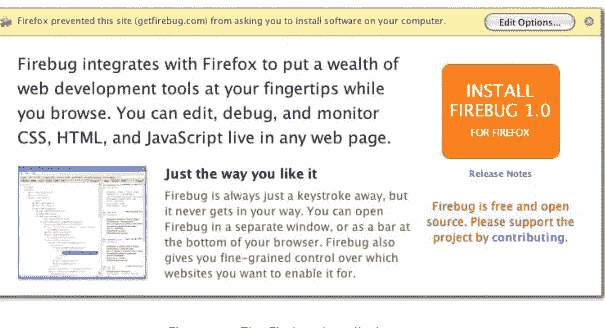 Firefox prevented this site (getfirebug.com) from asking you to install software on your computer. Edit Options...
Firebug integrates with Firefox to put a wealth of
web development tools at your fingertips while
you browse. You can edit, debug, and monitor
CSS, HTML, and JavaScript live in any web page.
INSTALL
FIREBUG 1.0
FOR FIREFOX
Release Notes
Firebug is free and open
source. Please support the
project by contributing.
Just the way you like it
Firebug is always just a keystroke away, but
it never gets in your way. You can open
Firebug in a separate window, or as a bar at
the bottom of your browser. Firebug also
gives you fine-grained control over which
websites you want to enable it for.